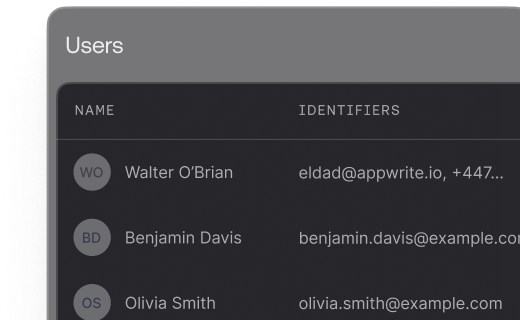 Users
NAME IDENTIFIERS
WO Walter O’Brian eldad@appwrite.io, +447...
BD Benjamin Davis benjamin.davis@example.co
OS Olivia Smith olivia.smith@example.com